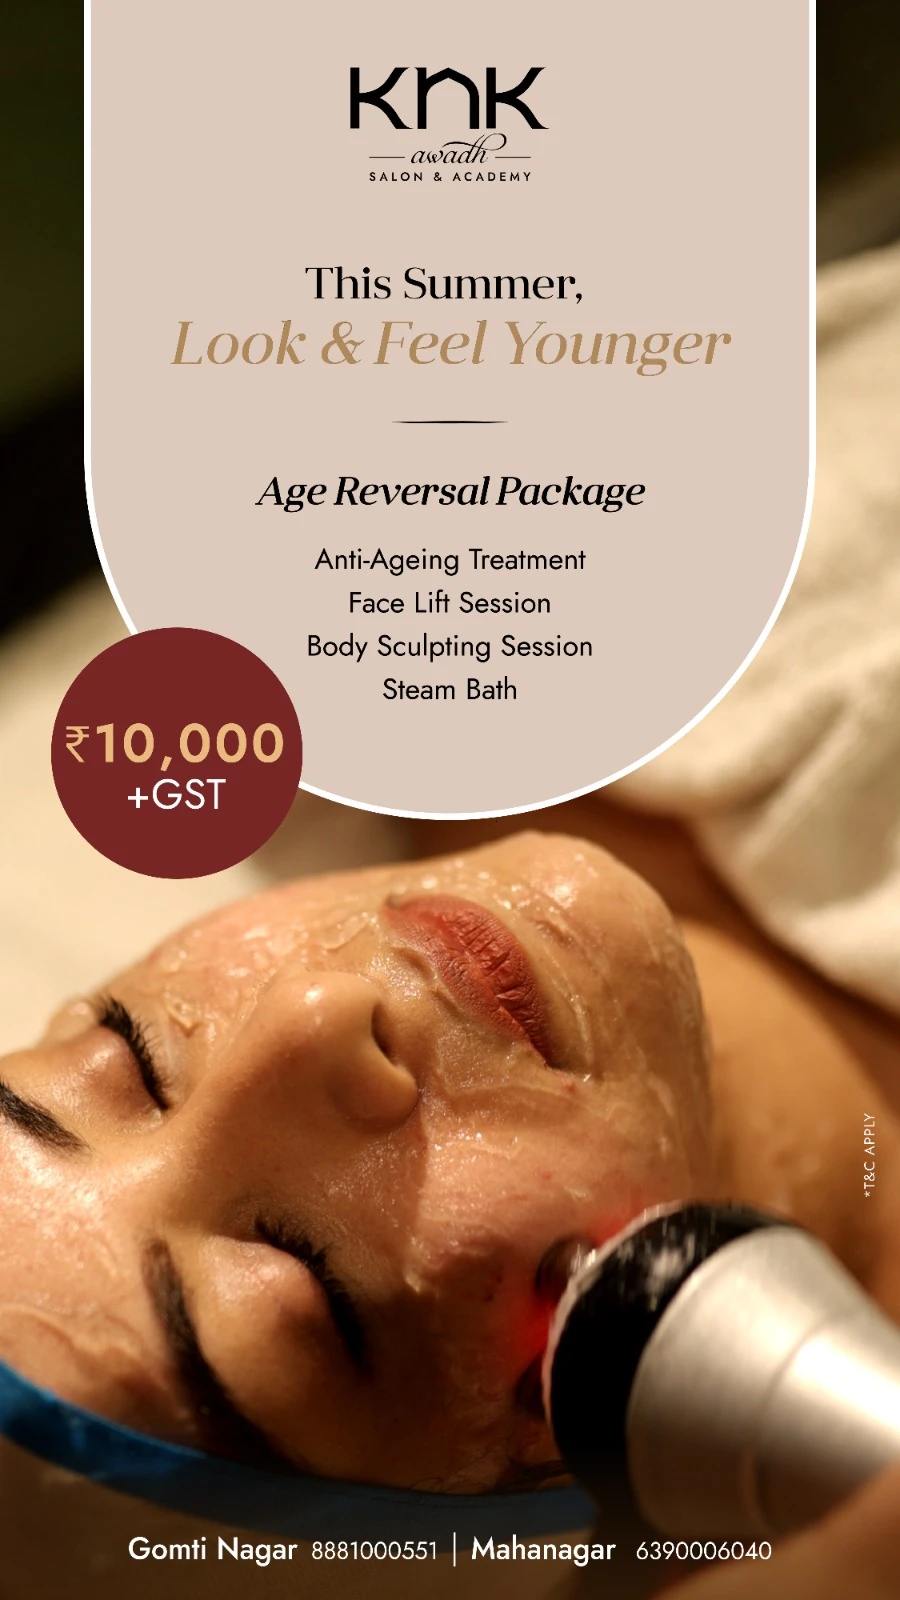 KNK
awadh
SALON & ACADEMY
This Summer,
Look & Feel Younger
Age Reversal Package
Anti-Ageing Treatment
Face Lift Session
Body Sculpting Session
Steam Bath
₹10,000
+GST
*T&C APPLY
Gomti Nagar 8881000551 | Mahanagar 6390006040